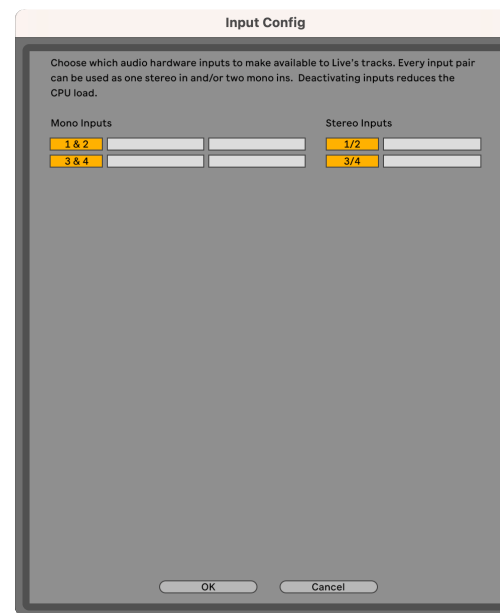 Input Config
Choose which audio hardware inputs to make available to Live's tracks. Every input pair
can be used as one stereo in and/or two mono ins.  Deactivating inputs reduces the
CPU load.
Mono Inputs
Stereo Inputs
1 & 2
1/2
3 & 4
3/4
OK
Cancel